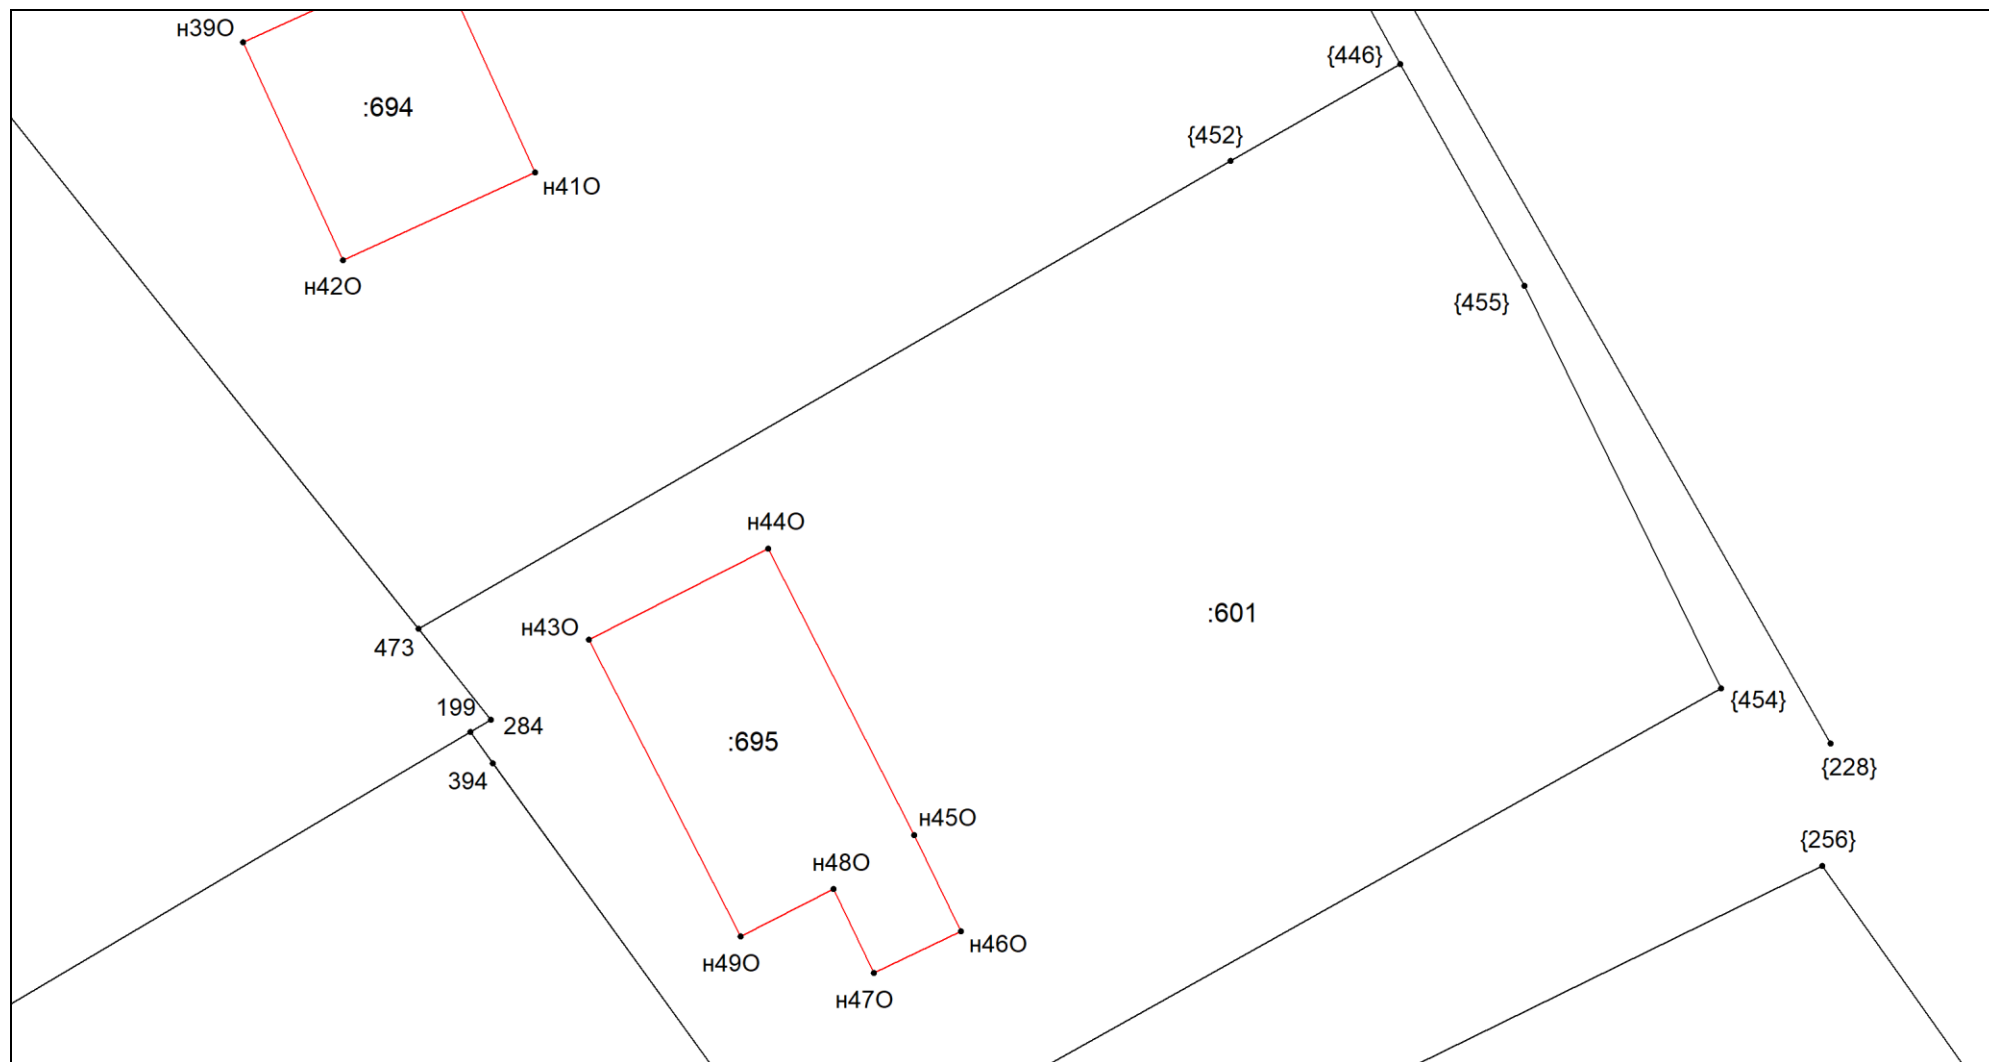 н39О
{446}
:694
{452}
н41О
н42О
{455}
н44О
:601
н43О
473
{454}
199
284
:695
{228}
394
н45О
{256}
н48О
н46О
н49О
н47О